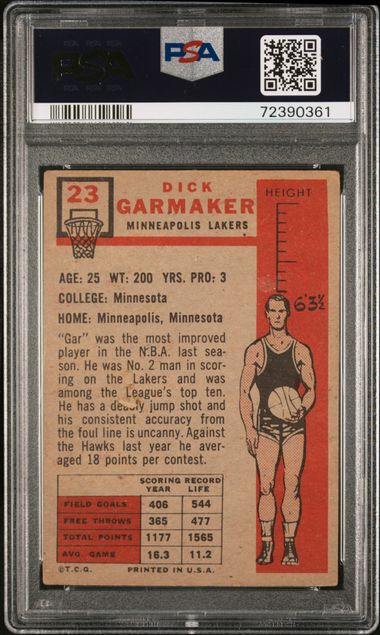 PSA
PSA
72390361
23
DICK
GARMAKER
MINNEAPOLIS LAKERS
HEIGHT
6'3½
AGE: 25 WT: 200 YRS. PRO: 3
COLLEGE: Minnesota
HOME: Minneapolis, Minnesota
"Gar" was the most improved
player in the N.B.A. last sea-
son. He was No. 2 man in scor-
ing on the Lakers and was
among the League's top ten.
He has a deadly jump shot and
his consistent accuracy from
the foul line is uncanny. Against
the Hawks last year he aver-
aged 18 points per contest.
SCORING RECORD
YEAR LIFE
FIELD GOALS 406 544
FREE THROWS 365 477
TOTAL POINTS 1177 1565
AVG. GAME 16.3 11.2
©T.C.G. PRINTED IN U.S.A.